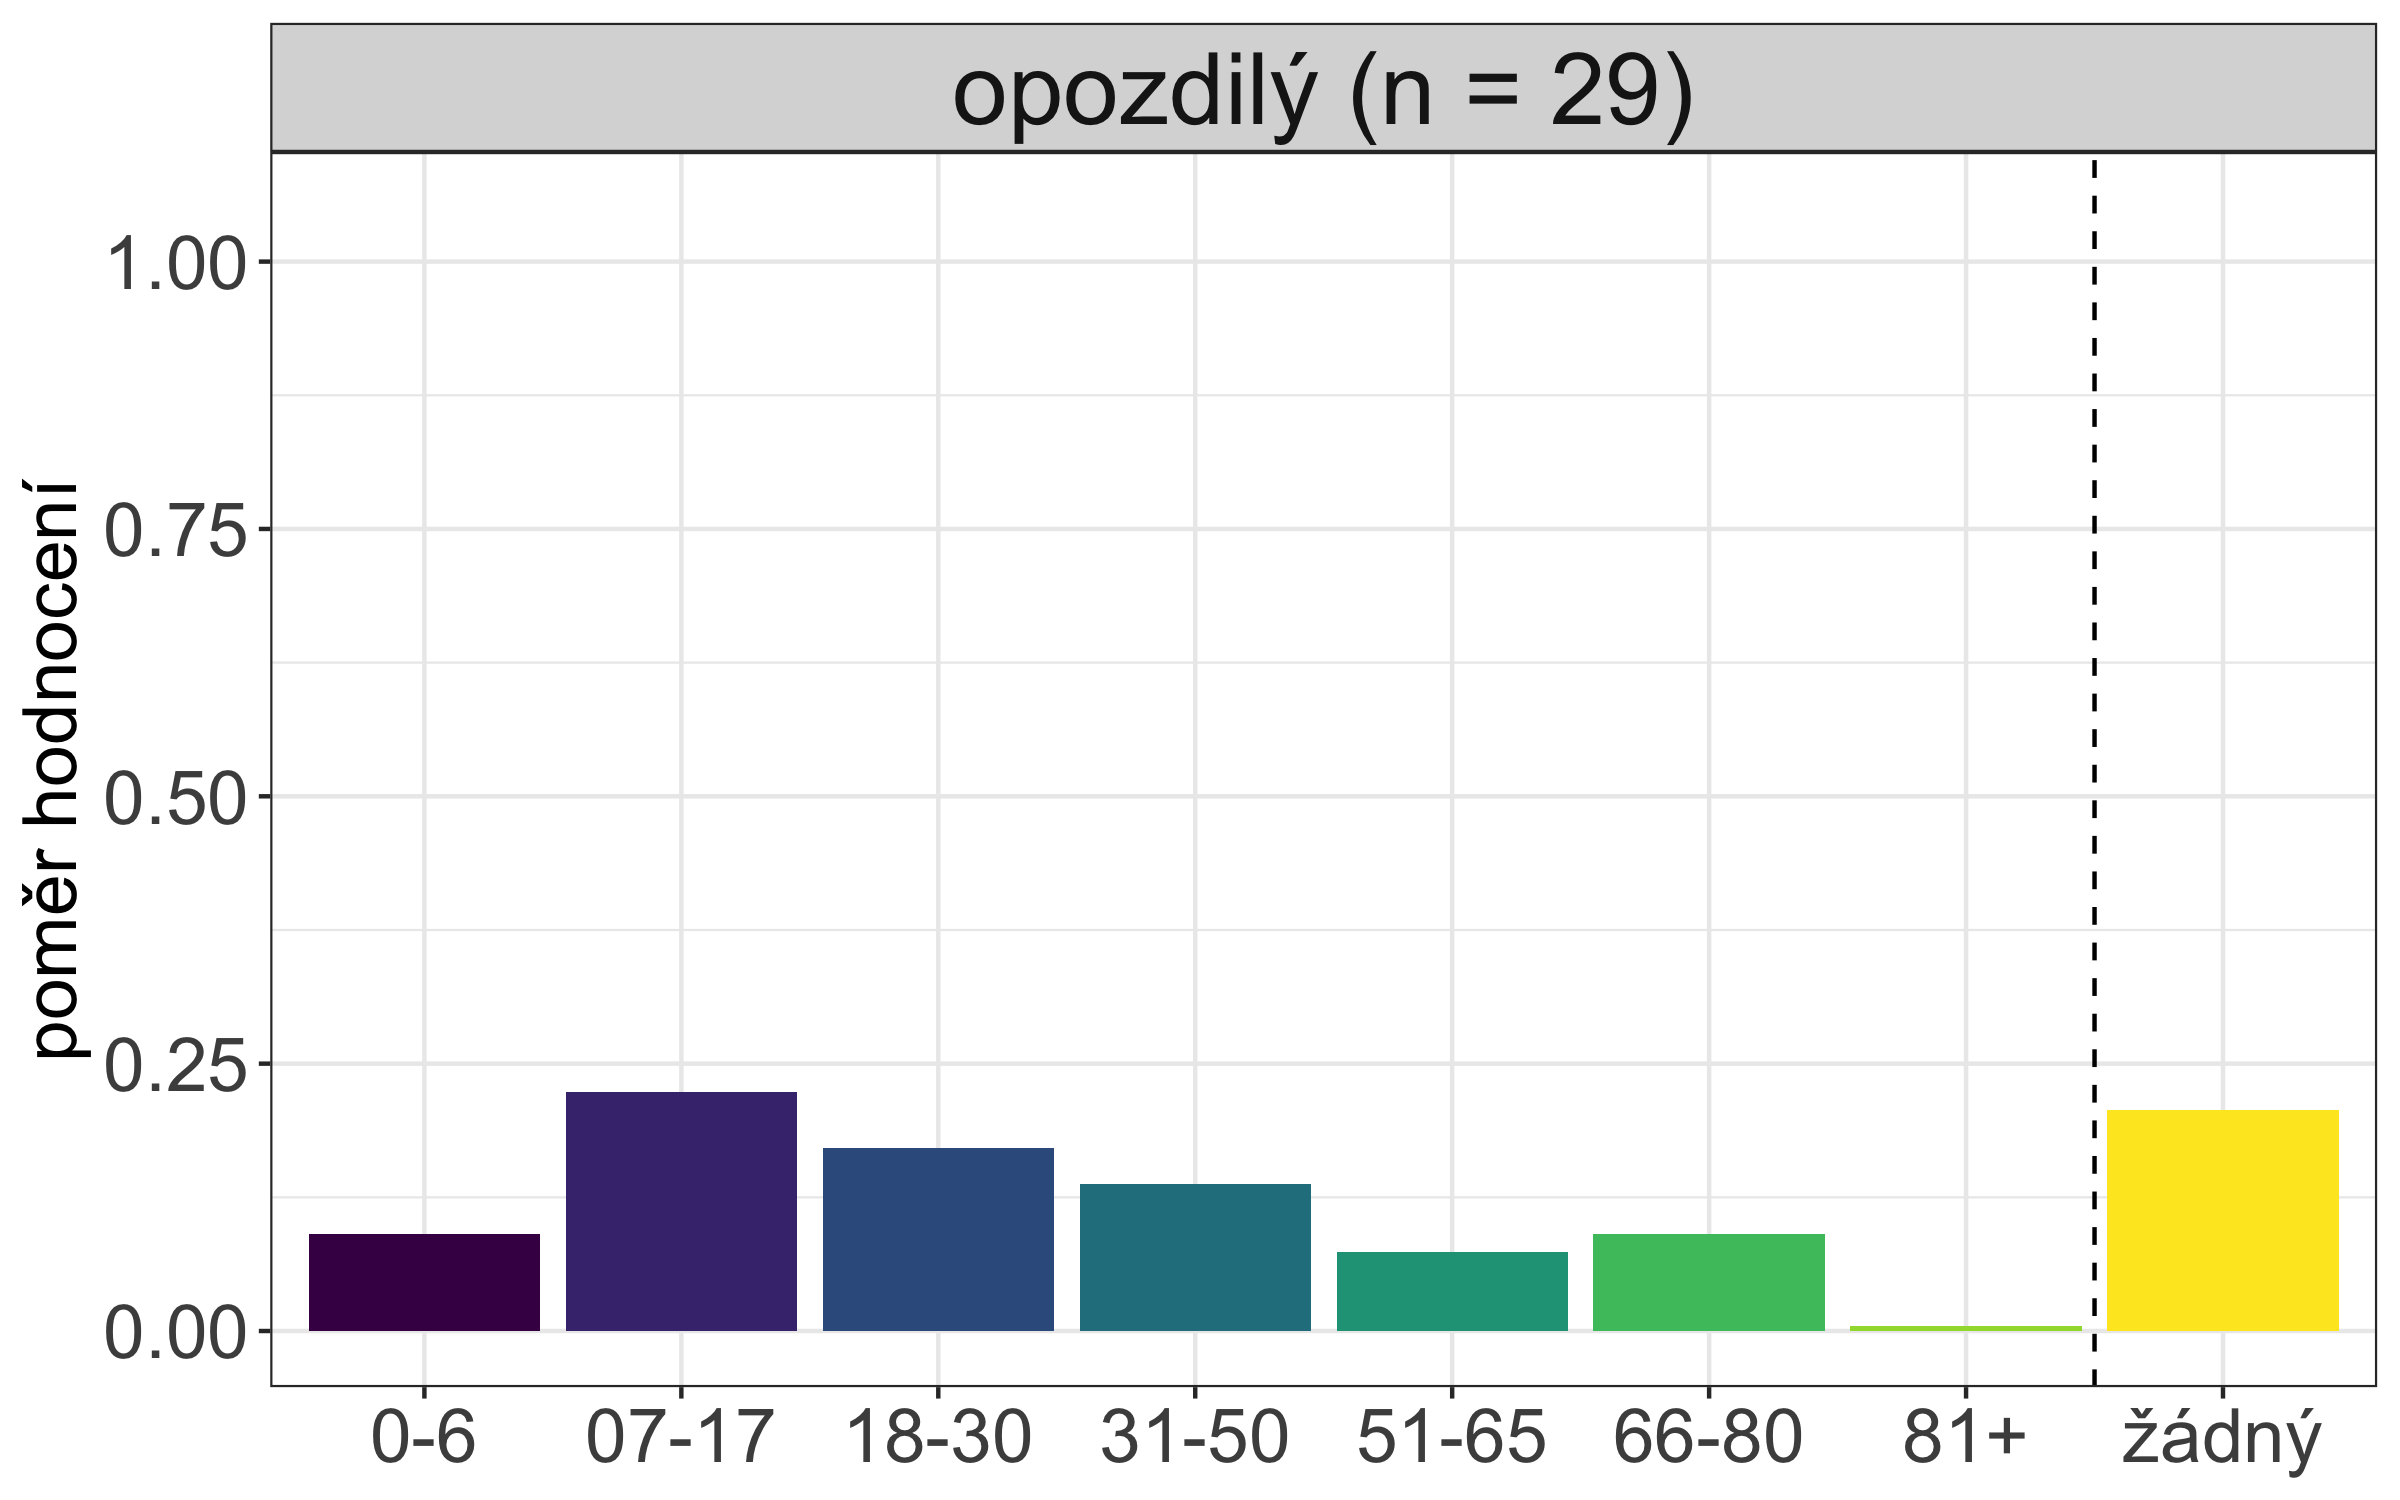 opozdilý (n = 29)
poměr hodnocení
1.00
0.75
0.50
0.25
0.00
0-6 07-17 18-30 31-50 51-65 66-80 81+ žádný